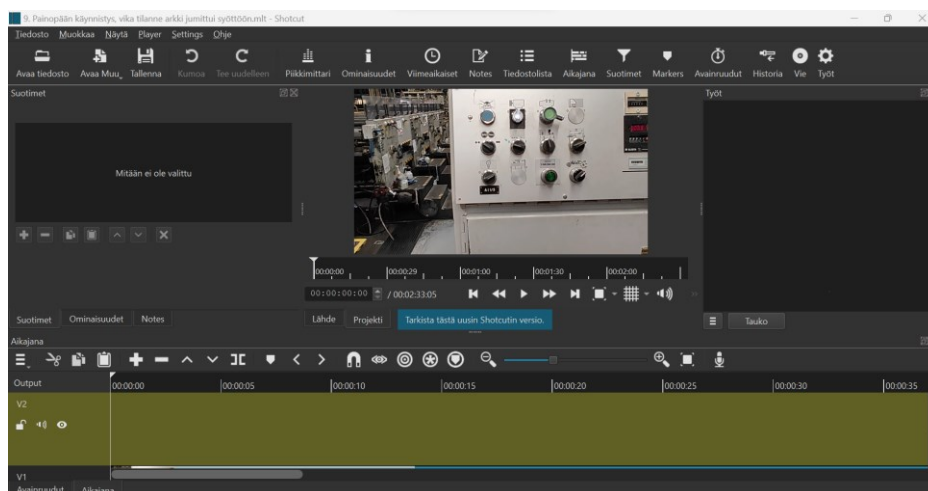 9. Painopään käynnistys, vika tilanne arkki jumittui syöttöön.mlt - Shotcut
Tiedosto Muokkaa Näytä Player Settings Ohje
Avaa tiedosto Avaa Muu Tallenna Kumoa Tee uudelleen Piikkimittari Ominaisuudet Viimeaikaiset Notes Tiedostolista Aikajana Suotimet Markers Avainruudut Historia Vie Työt
Suotimet
Työt
Mitään ei ole valittu
00:00:00 00:00:29 00:01:00 00:01:30 00:02:00
00:00:00:00 / 00:02:33:05
Suotimet Ominaisuudet Notes
Lähde Projekti Tarkista tästä uusin Shotcutin versio.
Tauko
Aikajana
Output 00:00:00 00:00:05 00:00:10 00:00:15 00:00:20 00:00:25 00:00:30 00:00:35
V2
V1
Avainruudut Aikajana